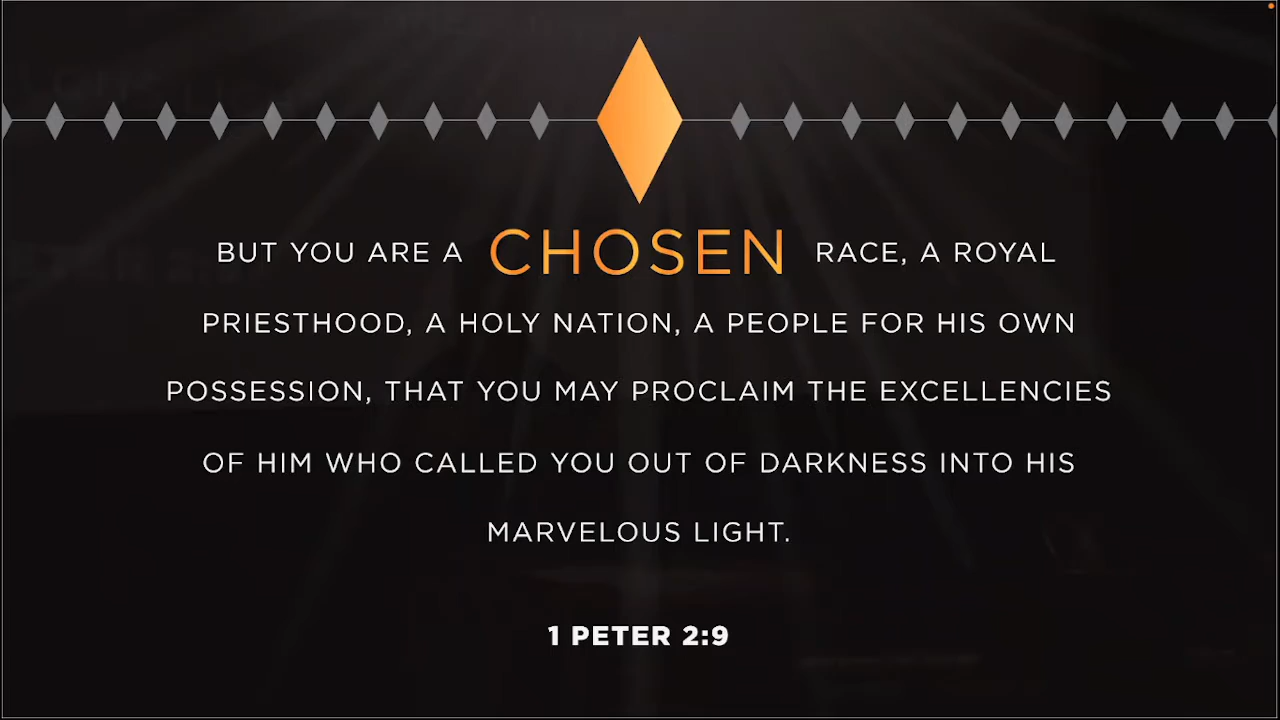 BUT YOU ARE A CHOSEN RACE, A ROYAL
PRIESTHOOD, A HOLY NATION, A PEOPLE FOR HIS OWN
POSSESSION, THAT YOU MAY PROCLAIM THE EXCELLENCIES
OF HIM WHO CALLED YOU OUT OF DARKNESS INTO HIS
MARVELOUS LIGHT.
1 PETER 2:9